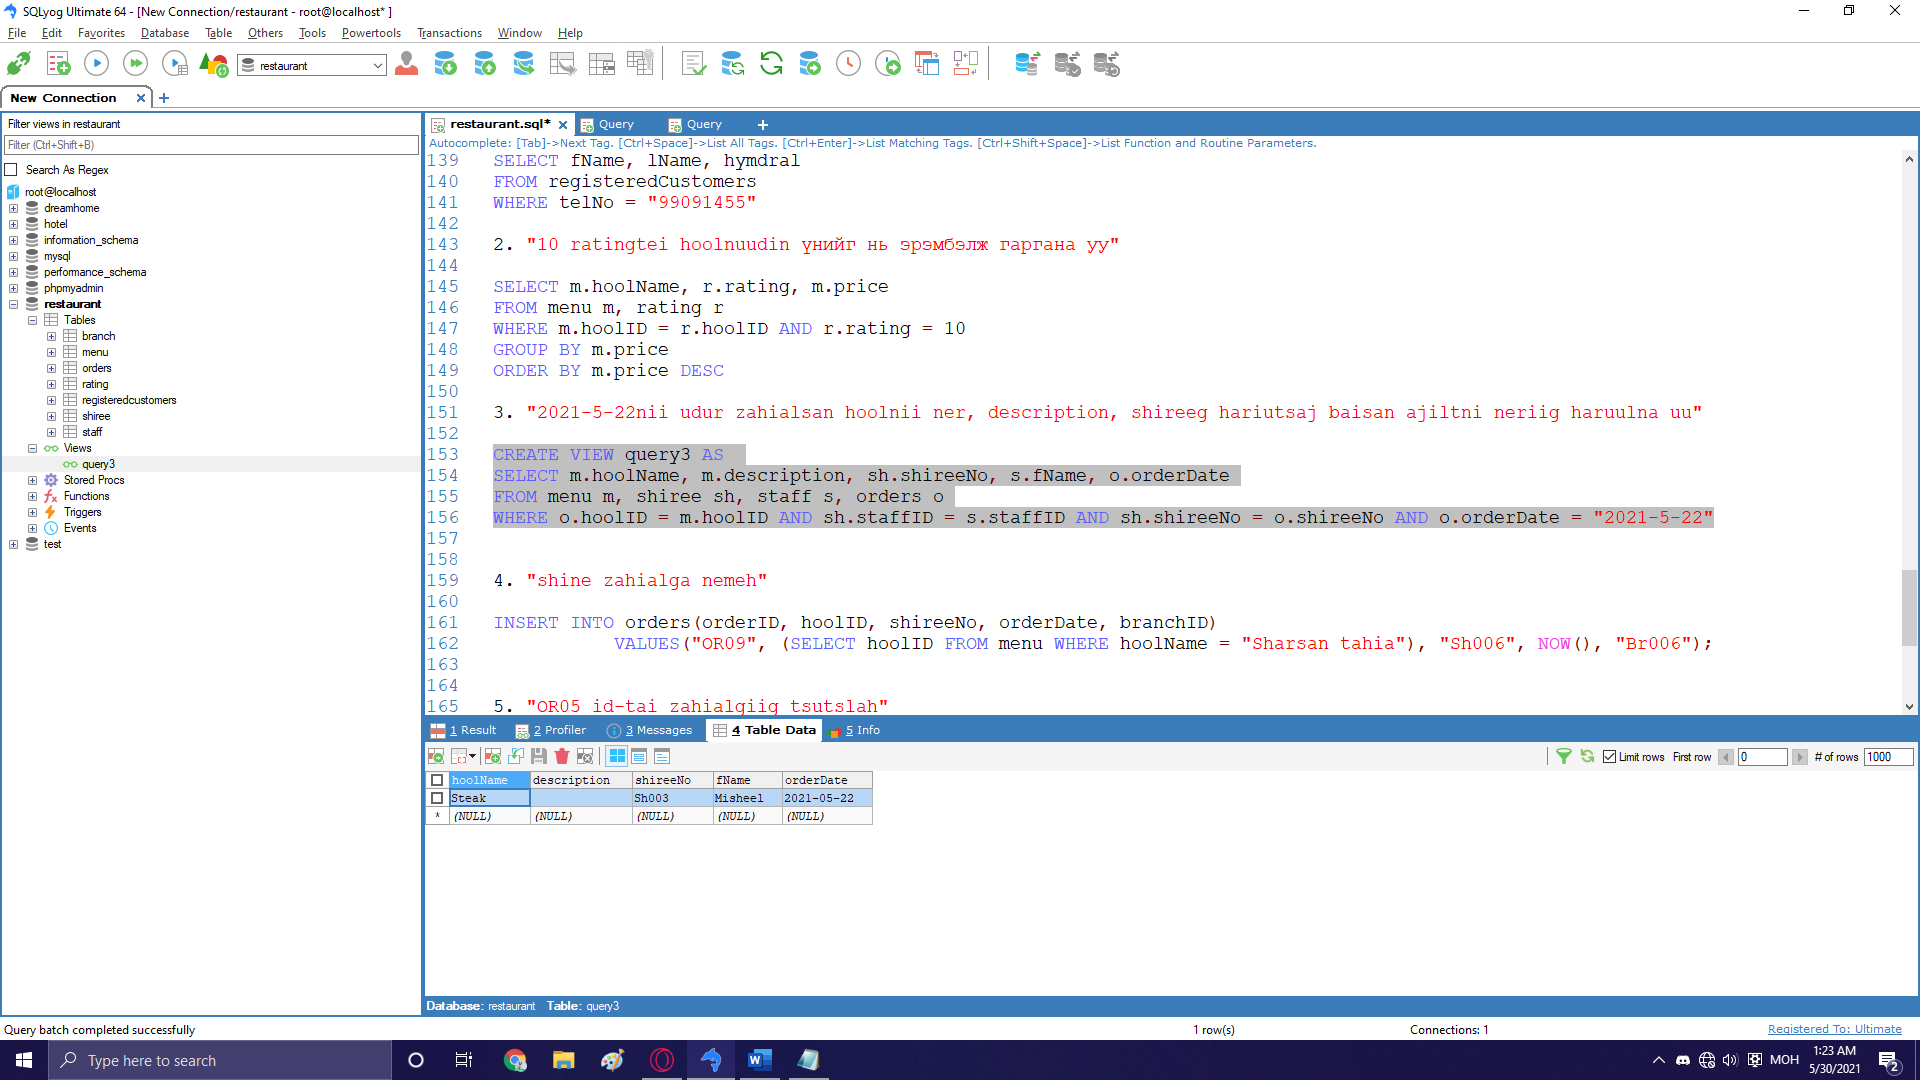 SQLyog Ultimate 64 - [New Connection/restaurant - root@localhost* ]
File Edit Favorites Database Table Others Tools Powertools Transactions Window Help
restaurant
New Connection
Filter views in restaurant
Filter (Ctrl+Shift+B)
Search As Regex
root@localhost
dreamhome
hotel
information_schema
mysql
performance_schema
phpmyadmin
restaurant
Tables
branch
menu
orders
rating
registeredcustomers
shiree
staff
Views
query3
Stored Procs
Functions
Triggers
Events
test
restaurant.sql* Query Query
Autocomplete: [Tab]->Next Tag. [Ctrl+Space]->List All Tags. [Ctrl+Enter]->List Matching Tags. [Ctrl+Shift+Space]->List Function and Routine Parameters.
139 SELECT fName, lName, hymdral
140 FROM registeredCustomers
141 WHERE telNo = "99091455"
142
143 2. "10 ratingtei hoolnuudin үнийг нь эрэмбэлж гаргана уу"
144
145 SELECT m.hoolName, r.rating, m.price
146 FROM menu m, rating r
147 WHERE m.hoolID = r.hoolID AND r.rating = 10
148 GROUP BY m.price
149 ORDER BY m.price DESC
150
151 3. "2021-5-22nii udur zahialsan hoolnii ner, description, shireeg hariutsaj baisan ajiltni neriig haruulna uu"
152
153 CREATE VIEW query3 AS
154 SELECT m.hoolName, m.description, sh.shireeNo, s.fName, o.orderDate
155 FROM menu m, shiree sh, staff s, orders o
156 WHERE o.hoolID = m.hoolID AND sh.staffID = s.staffID AND sh.shireeNo = o.shireeNo AND o.orderDate = "2021-5-22"
157
158
159 4. "shine zahialga nemeh"
160
161 INSERT INTO orders(orderID, hoolID, shireeNo, orderDate, branchID)
162 VALUES("OR09", (SELECT hoolID FROM menu WHERE hoolName = "Sharsan tahia"), "Sh006", NOW(), "Br006");
163
164
165 5. "OR05 id-tai zahialgiig tsutslah"
1 Result 2 Profiler 3 Messages 4 Table Data 5 Info
Limit rows First row 0 # of rows 1000
hoolName description shireeNo fName orderDate
Steak Sh003 Misheel 2021-05-22
* (NULL) (NULL) (NULL) (NULL) (NULL)
Database: restaurant Table: query3
Query batch completed successfully 1 row(s) Connections: 1 Registered To: Ultimate
Type here to search
МОН
1:23 AM
5/30/2021
2